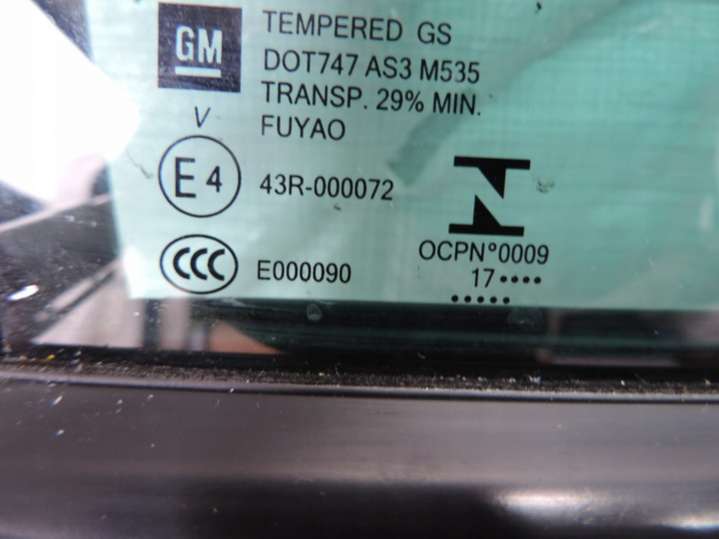 GM
TEMPERED GS
DOT747 AS3 M535
TRANSP. 29% MIN.
FUYAO
V
E4
43R-000072
CCC
E000090
N
OCPN°0009
17••••
•••••